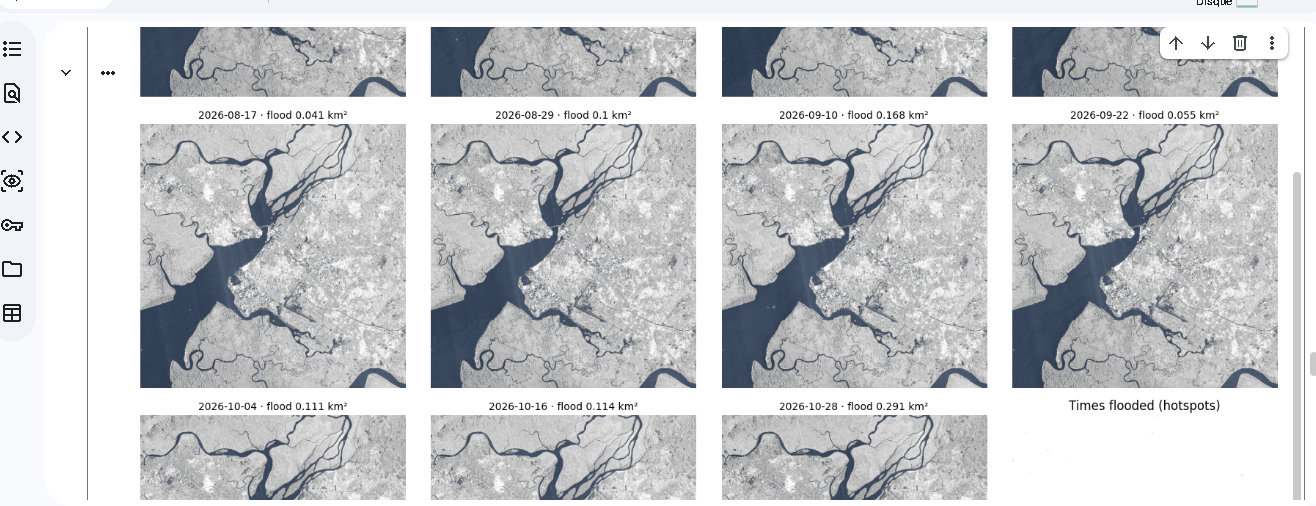 Disque
2026-08-17 · flood 0.041 km²
2026-08-29 · flood 0.1 km²
2026-09-10 · flood 0.168 km²
2026-09-22 · flood 0.055 km²
2026-10-04 · flood 0.111 km²
2026-10-16 · flood 0.114 km²
2026-10-28 · flood 0.291 km²
Times flooded (hotspots)